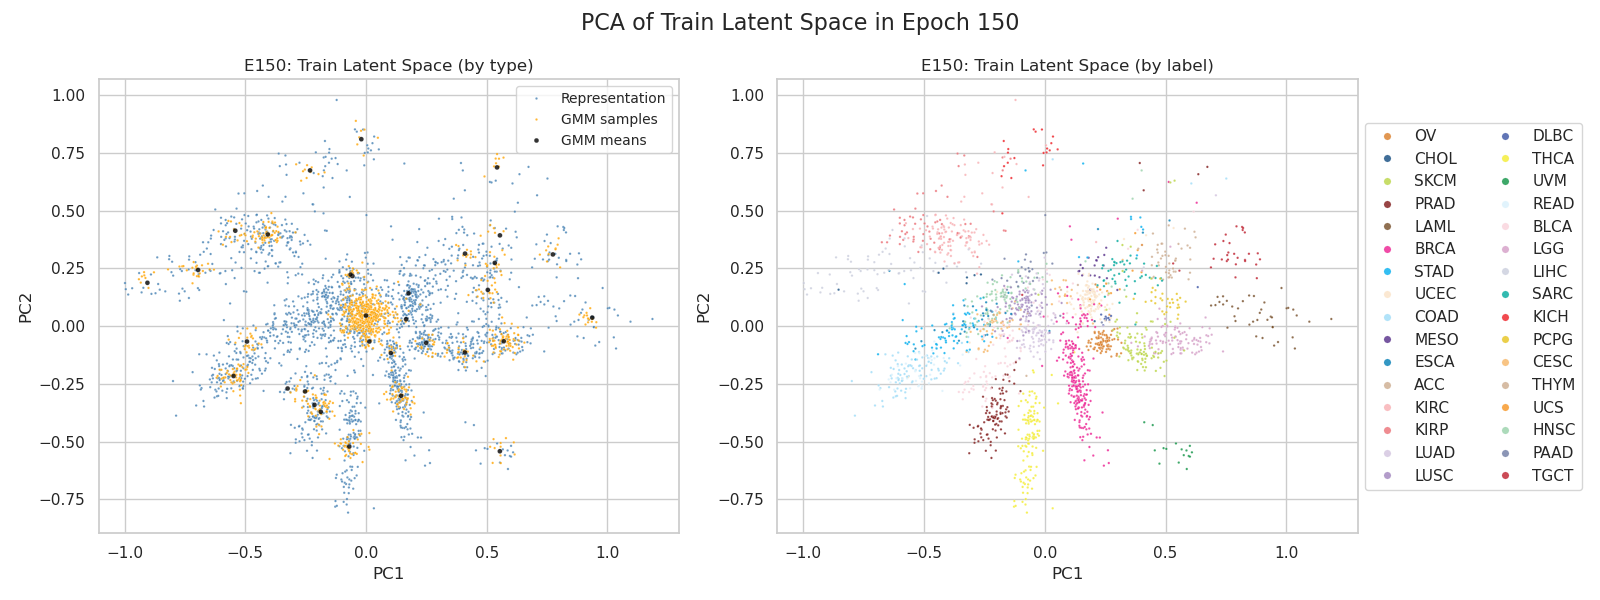 PCA of Train Latent Space in Epoch 150
E150: Train Latent Space (by type)
1.00
0.75
0.50
0.25
0.00
−0.25
−0.50
−0.75
PC2
−1.0 −0.5 0.0 0.5 1.0
PC1
Representation
GMM samples
GMM means
E150: Train Latent Space (by label)
1.00
0.75
0.50
0.25
0.00
−0.25
−0.50
−0.75
PC2
−1.0 −0.5 0.0 0.5 1.0
PC1
OV DLBC
CHOL THCA
SKCM UVM
PRAD READ
LAML BLCA
BRCA LGG
STAD LIHC
UCEC SARC
COAD KICH
MESO PCPG
ESCA CESC
ACC THYM
KIRC UCS
KIRP HNSC
LUAD PAAD
LUSC TGCT